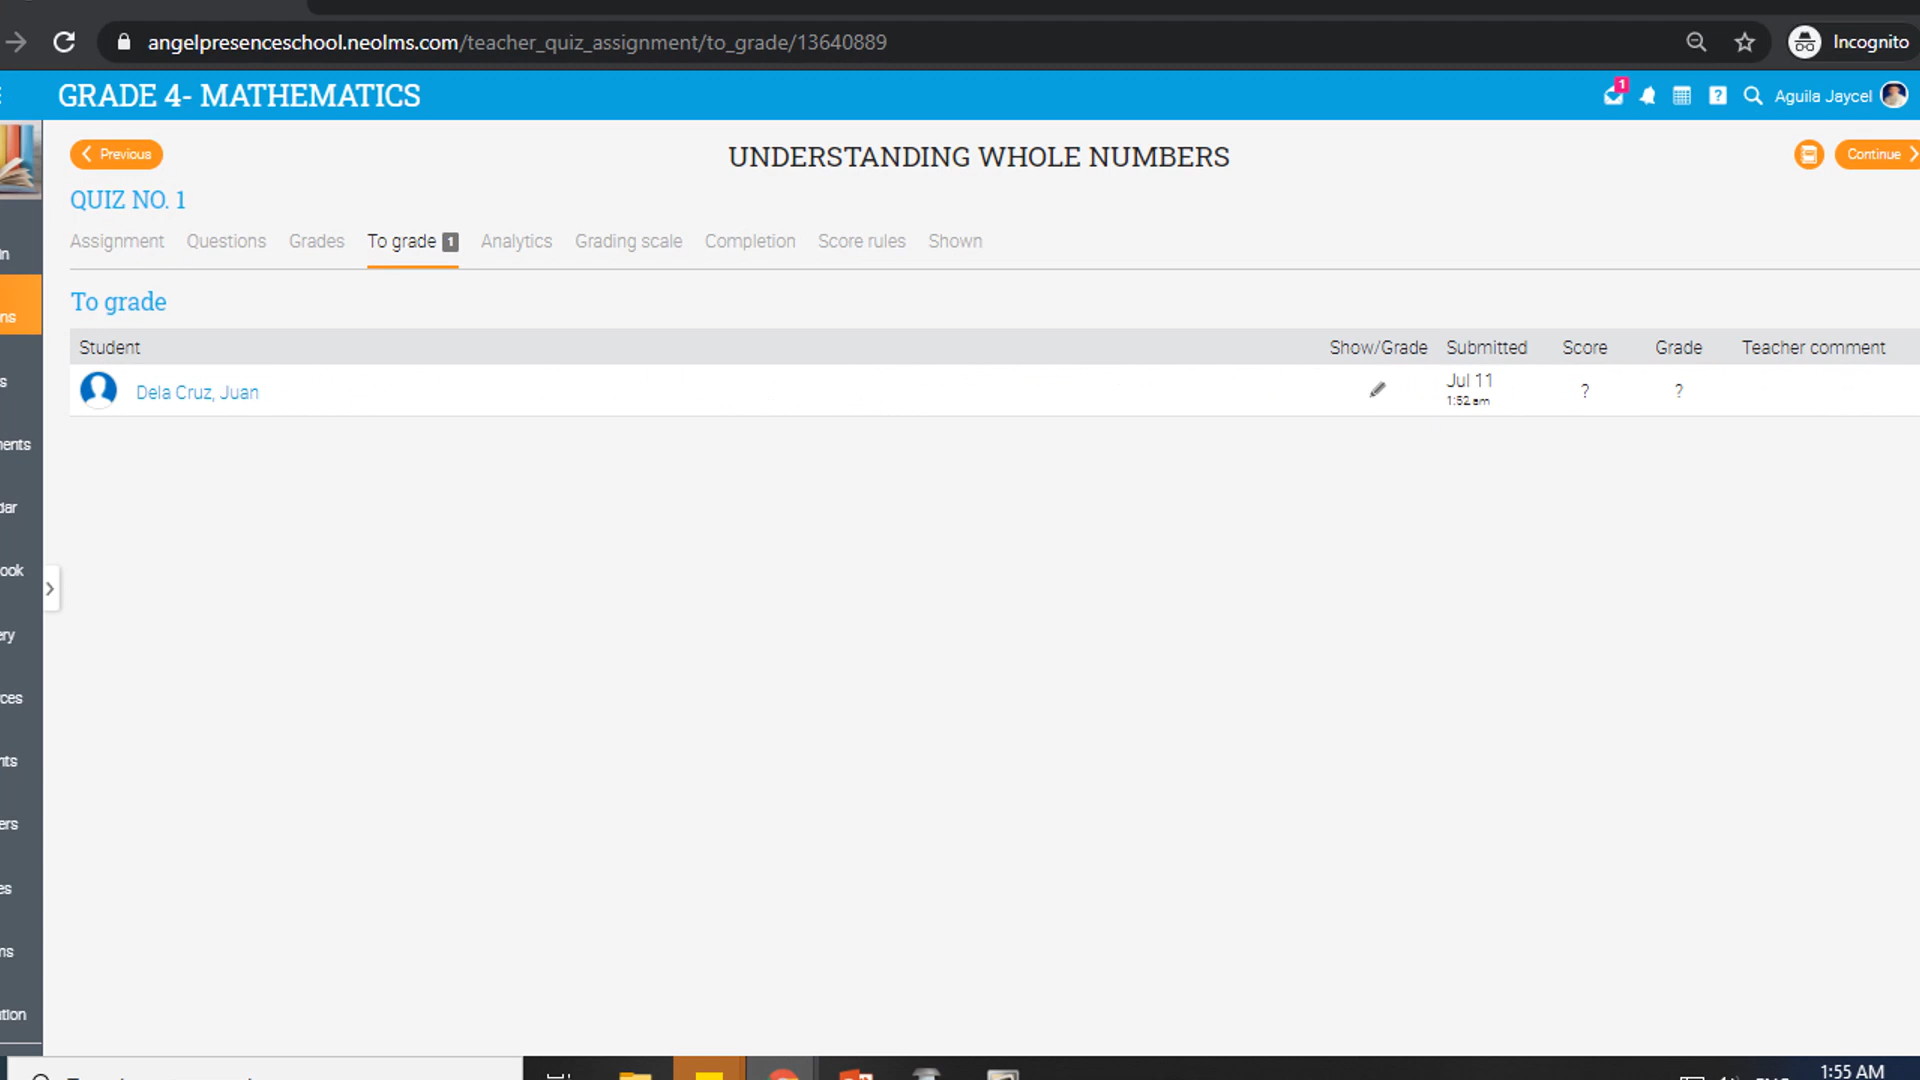 angelpresenceschool.neolms.com/teacher_quiz_assignment/to_grade/13640889
Incognito
GRADE 4- MATHEMATICS
1
?
Aguila Jaycel
Previous
UNDERSTANDING WHOLE NUMBERS
Continue
QUIZ NO. 1
Assignment Questions Grades To grade 1 Analytics Grading scale Completion Score rules Shown
To grade
Student Show/Grade Submitted Score Grade Teacher comment
Dela Cruz, Juan
Jul 11
1:52 am
?
?
1:55 AM